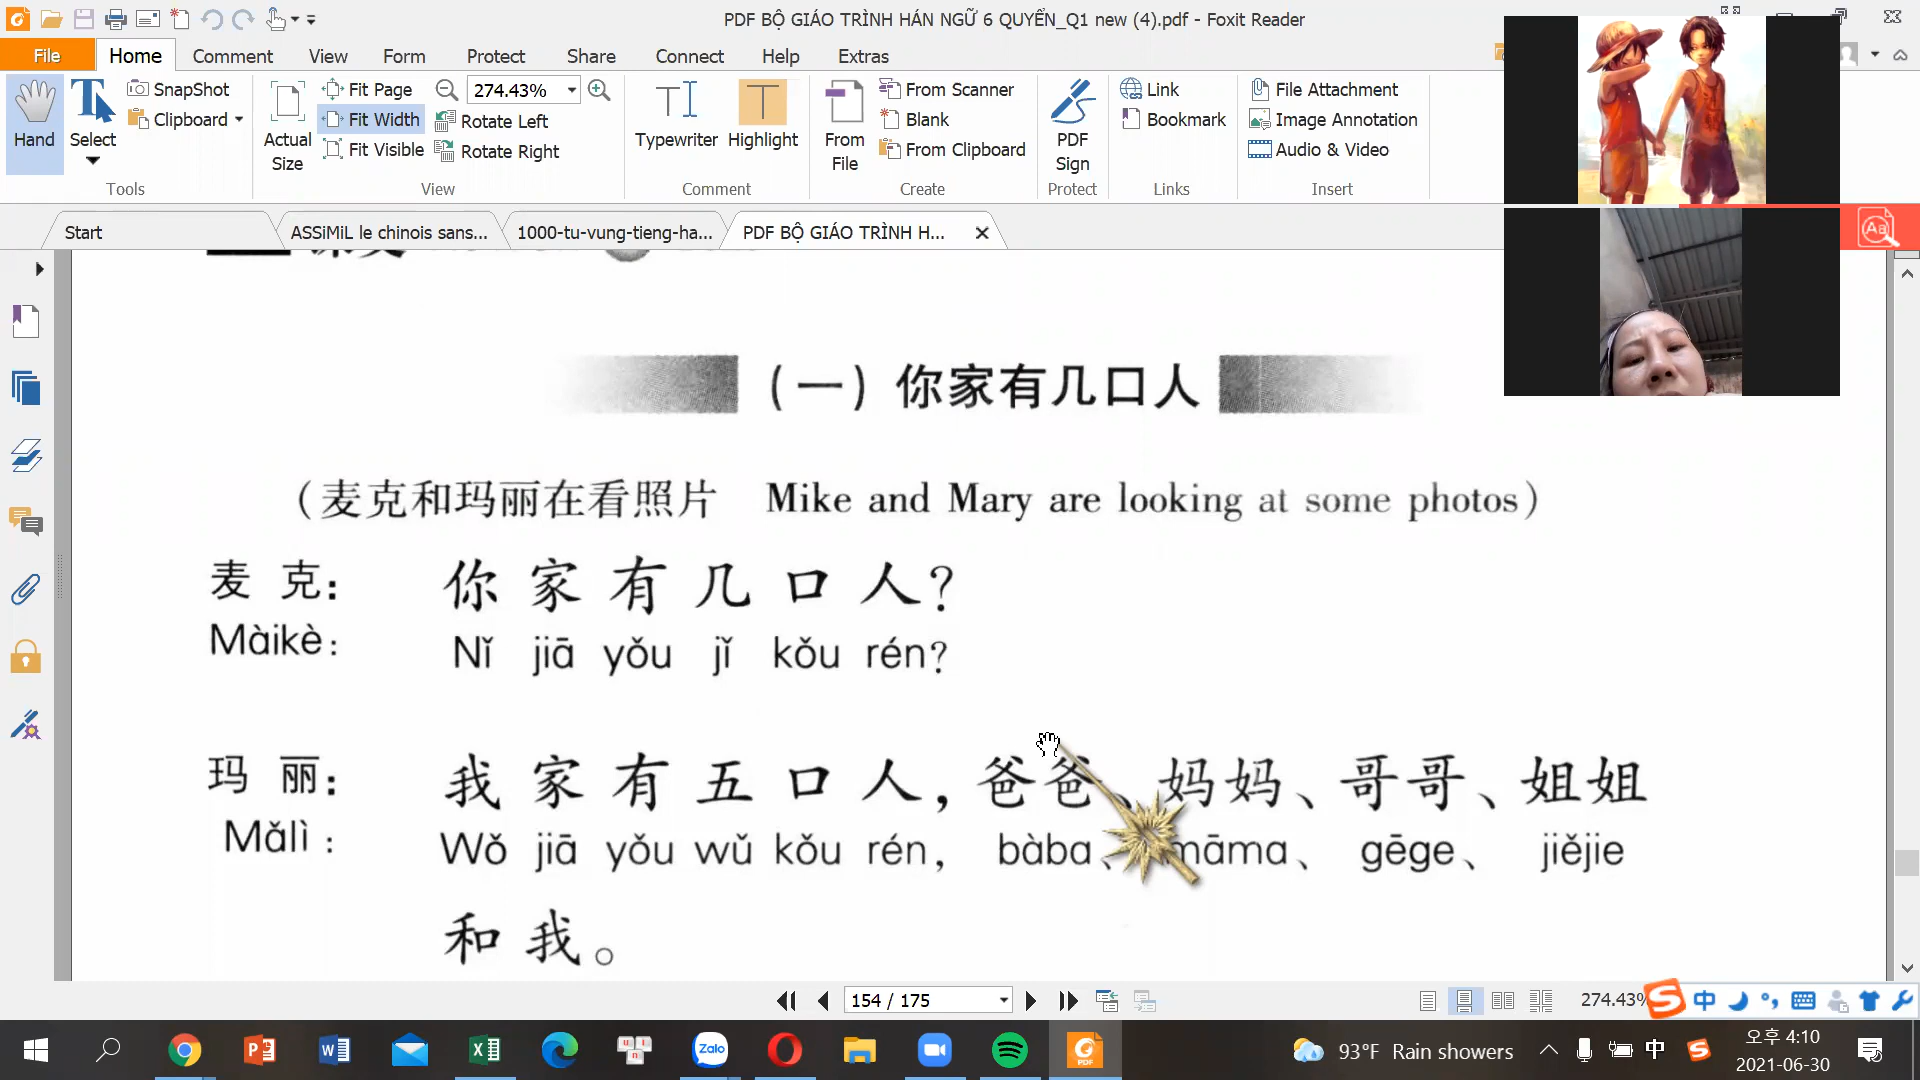 PDF BỘ GIÁO TRÌNH HÁN NGỮ 6 QUYỂN_Q1 new (4).pdf - Foxit Reader
File Home Comment View Form Protect Share Connect Help Extras
Hand
Select
SnapShot
Clipboard
Tools
Actual Size
Fit Page
Fit Width
Fit Visible
274.43%
Rotate Left
Rotate Right
View
Typewriter
Highlight
Comment
From File
From Scanner
Blank
From Clipboard
Create
PDF Sign
Protect
Link
Bookmark
Links
File Attachment
Image Annotation
Audio & Video
Insert
Start
ASSiMiL le chinois sans...
1000-tu-vung-tieng-ha...
PDF BỘ GIÁO TRÌNH H...
(一) 你家有几口人
(麦克和玛丽在看照片 Mike and Mary are looking at some photos)
麦 克: 你 家 有 几 口 人?
Màikè: Nǐ jiā yǒu jǐ kǒu rén?
玛 丽: 我 家 有 五 口 人, 爸爸、妈妈、哥哥、姐姐
Mǎlì: Wǒ jiā yǒu wǔ kǒu rén, bàba、māma、gēge、jiějie
和 我。
154 / 175
274.43%
中
Zalo
93°F Rain showers
中
오후 4:10
2021-06-30